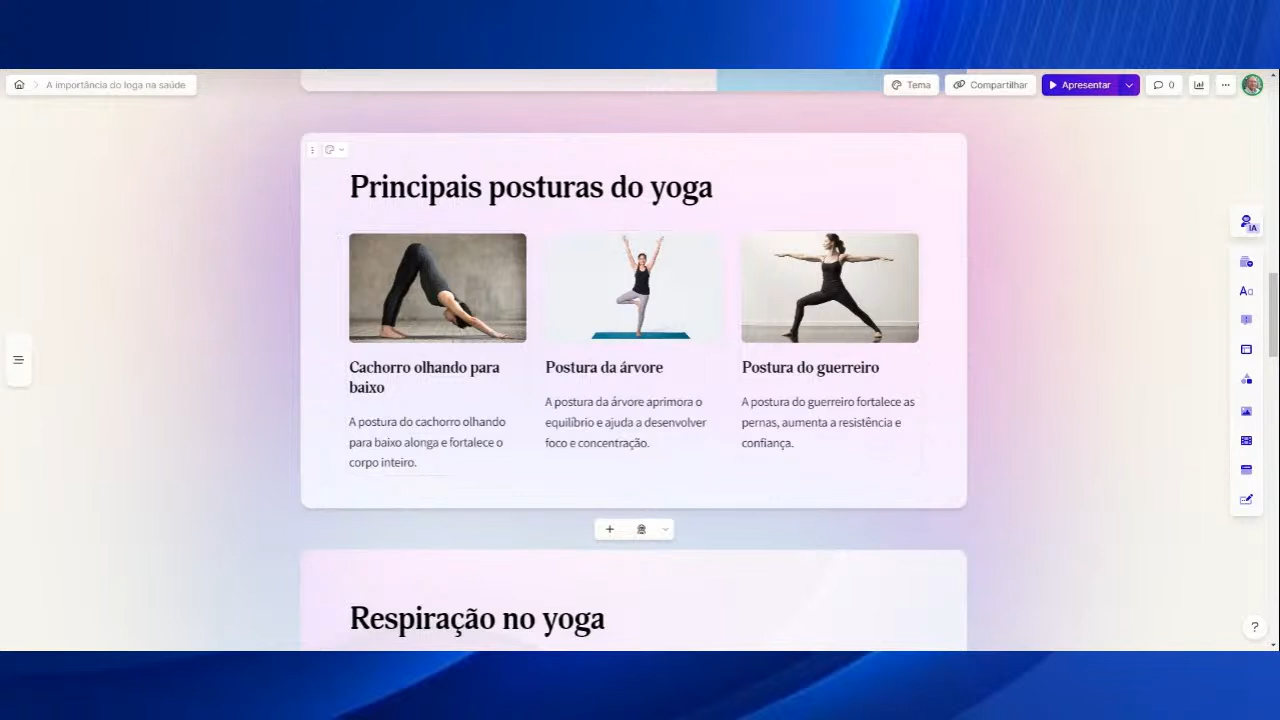 A importância do Ioga na saúde
Tema
Compartilhar
Apresentar
0
Principais posturas do yoga
Cachorro olhando para
baixo
A postura do cachorro olhando
para baixo alonga e fortalece o
corpo inteiro.
Postura da árvore
A postura da árvore aprimora o
equilíbrio e ajuda a desenvolver
foco e concentração.
Postura do guerreiro
A postura do guerreiro fortalece as
pernas, aumenta a resistência e
confiança.
IA
Aa
Respiração no yoga
?